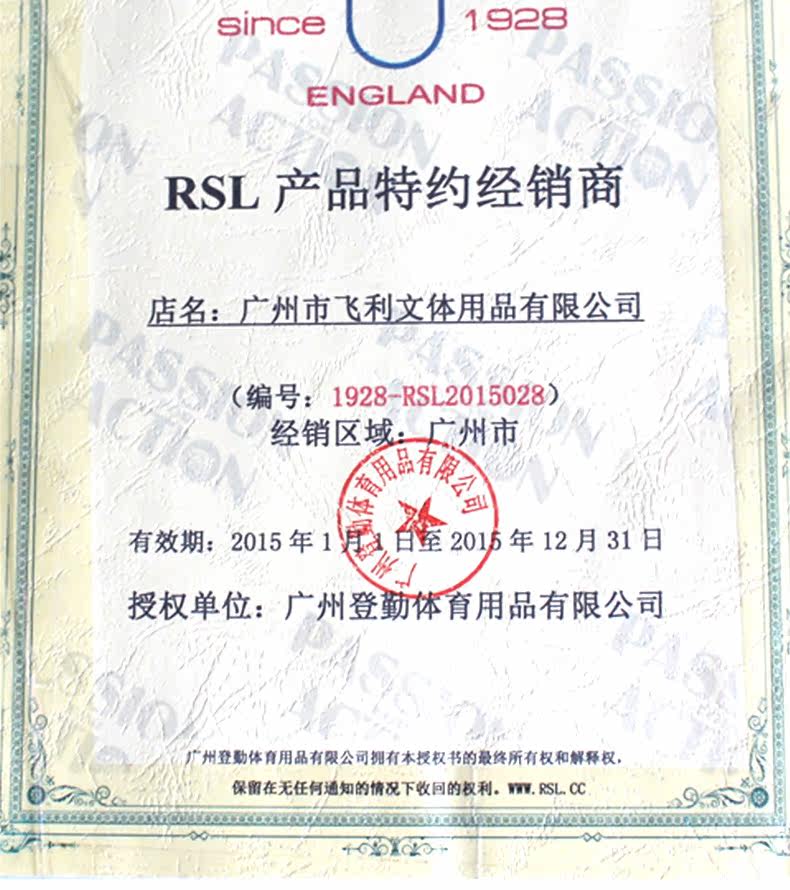 since 1928
ENGLAND
RSL 产品特约经销商
店名：广州市飞利文体用品有限公司
（编号：1928-RSL2015028）
经销区域：广州市
广州登勤体育用品有限公司
有效期：2015 年 1 月 1 日至 2015 年 12 月 31 日
授权单位：广州登勤体育用品有限公司
广州登勤体育用品有限公司拥有本授权书的最终所有权和解释权，
保留在无任何通知的情况下收回的权利。WWW.RSL.CC
PASSION
ACTION
PASSION
ACTION
PASSION
ACTION